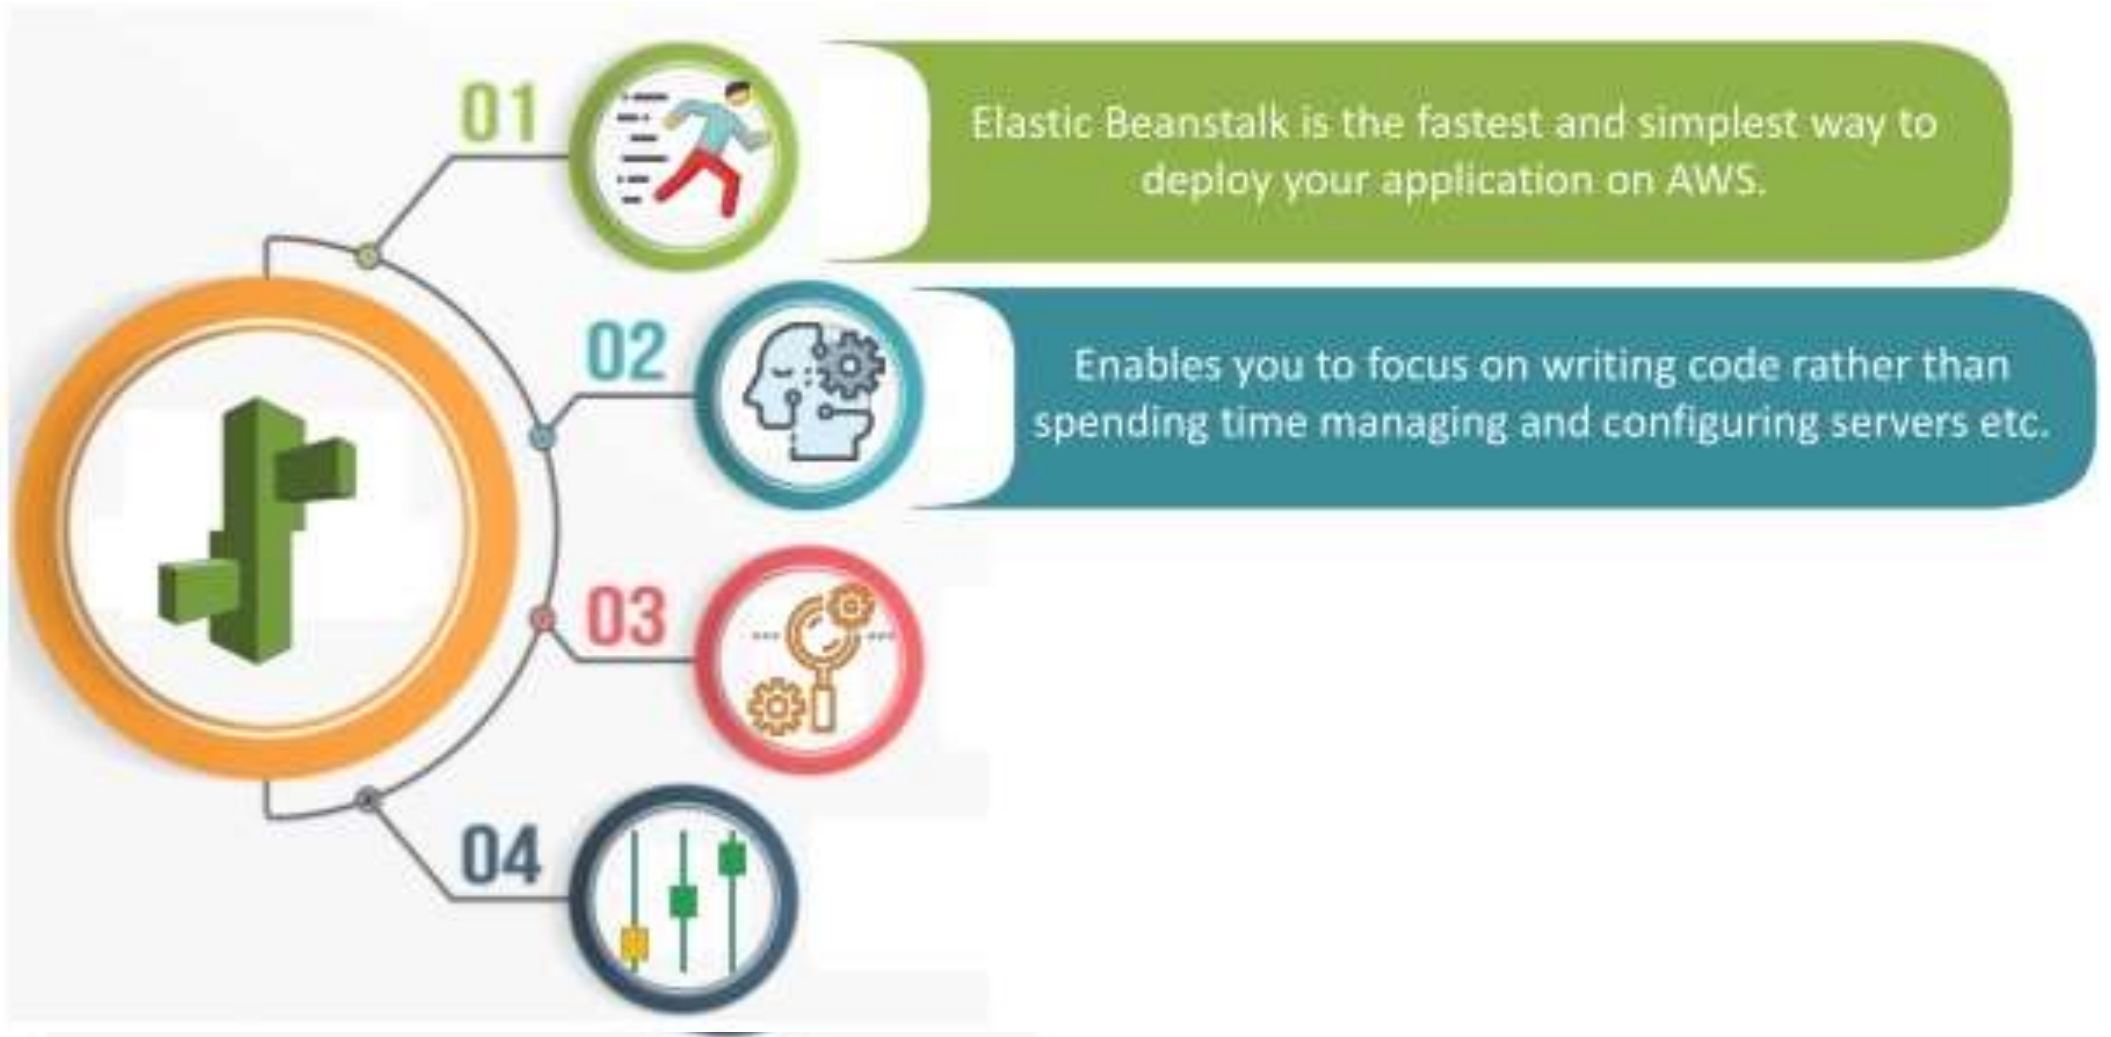 01
Elastic Beanstalk is the fastest and simplest way to
deploy your application on AWS.
02
Enables you to focus on writing code rather than
spending time managing and configuring servers etc.
03
04